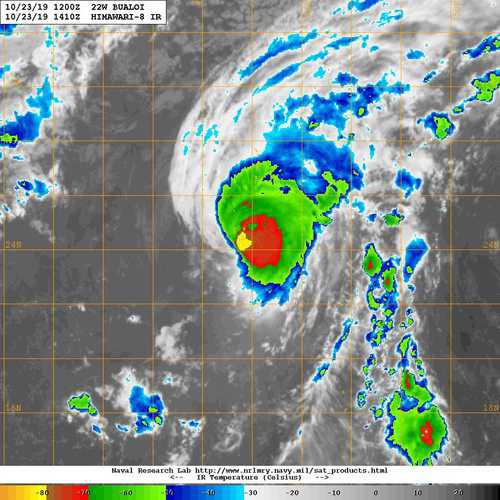 10/23/19 1200Z 22W BUALOI
10/23/19 1410Z HIMAWARI-8 IR
24N 24N
18N 18N
Naval Research Lab http://www.nrlmry.navy.mil/sat_products.html
<-- IR Temperature (Celsius) -->
-80 -70 -60 -50 -40 -30 -20 -10 0 10 20